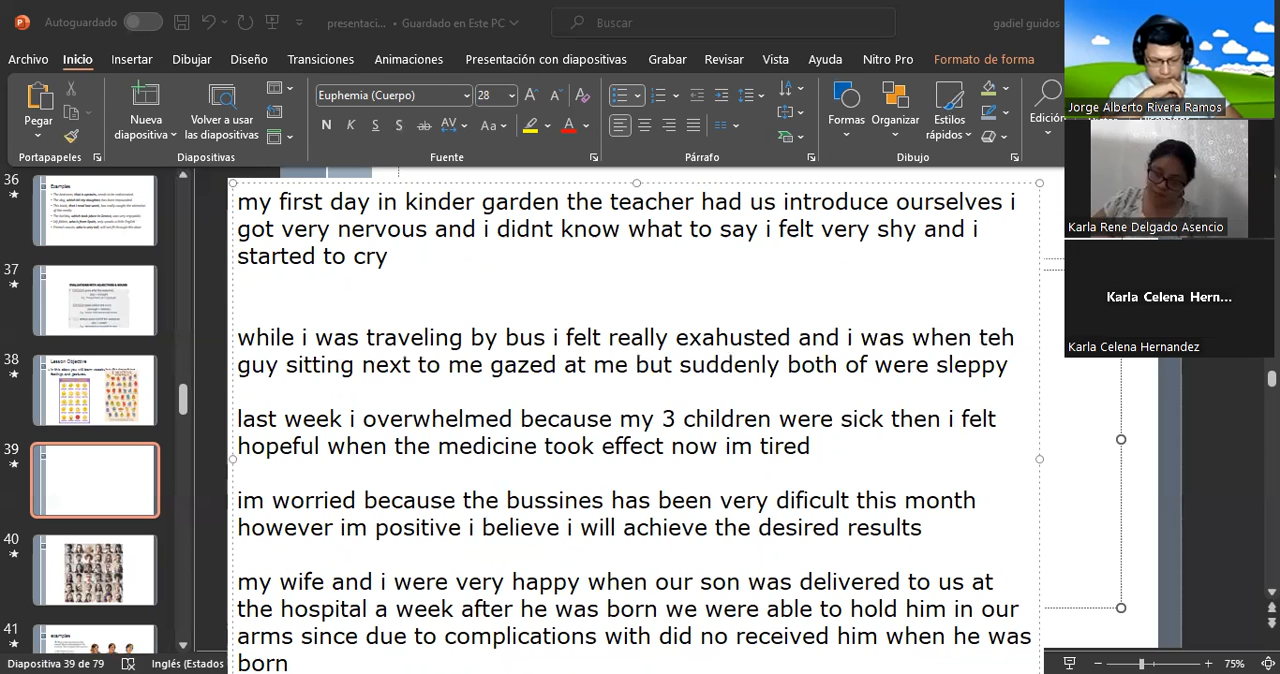 Autoguardado presentaci... • Guardado en Este PC Buscar gadiel guidos
Archivo Inicio Insertar Dibujar Diseño Transiciones Animaciones Presentación con diapositivas Grabar Revisar Vista Ayuda Nitro Pro Formato de forma
Euphemia (Cuerpo) 28
Pegar Nueva diapositiva Volver a usar diapositivas Formas Organizar Estilos rápidos Edición
Portapapeles Diapositivas Fuente Párrafo Dibujo
Jorge Alberto Rivera Ramos
Karla Rene Delgado Asencio
Karla Celena Hern...
Karla Celena Hernandez
36
Examples
37
38
Lesson Objective
39
40
41
examples
my first day in kinder garden the teacher had us introduce ourselves i
got very nervous and i didnt know what to say i felt very shy and i
started to cry
while i was traveling by bus i felt really exahusted and i was when teh
guy sitting next to me gazed at me but suddenly both of were sleppy
last week i overwhelmed because my 3 children were sick then i felt
hopeful when the medicine took effect now im tired
im worried because the bussines has been very dificult this month
however im positive i believe i will achieve the desired results
my wife and i were very happy when our son was delivered to us at
the hospital a week after he was born we were able to hold him in our
arms since due to complications with did no received him when he was
born
Diapositiva 39 de 79 Inglés (Estados 75%